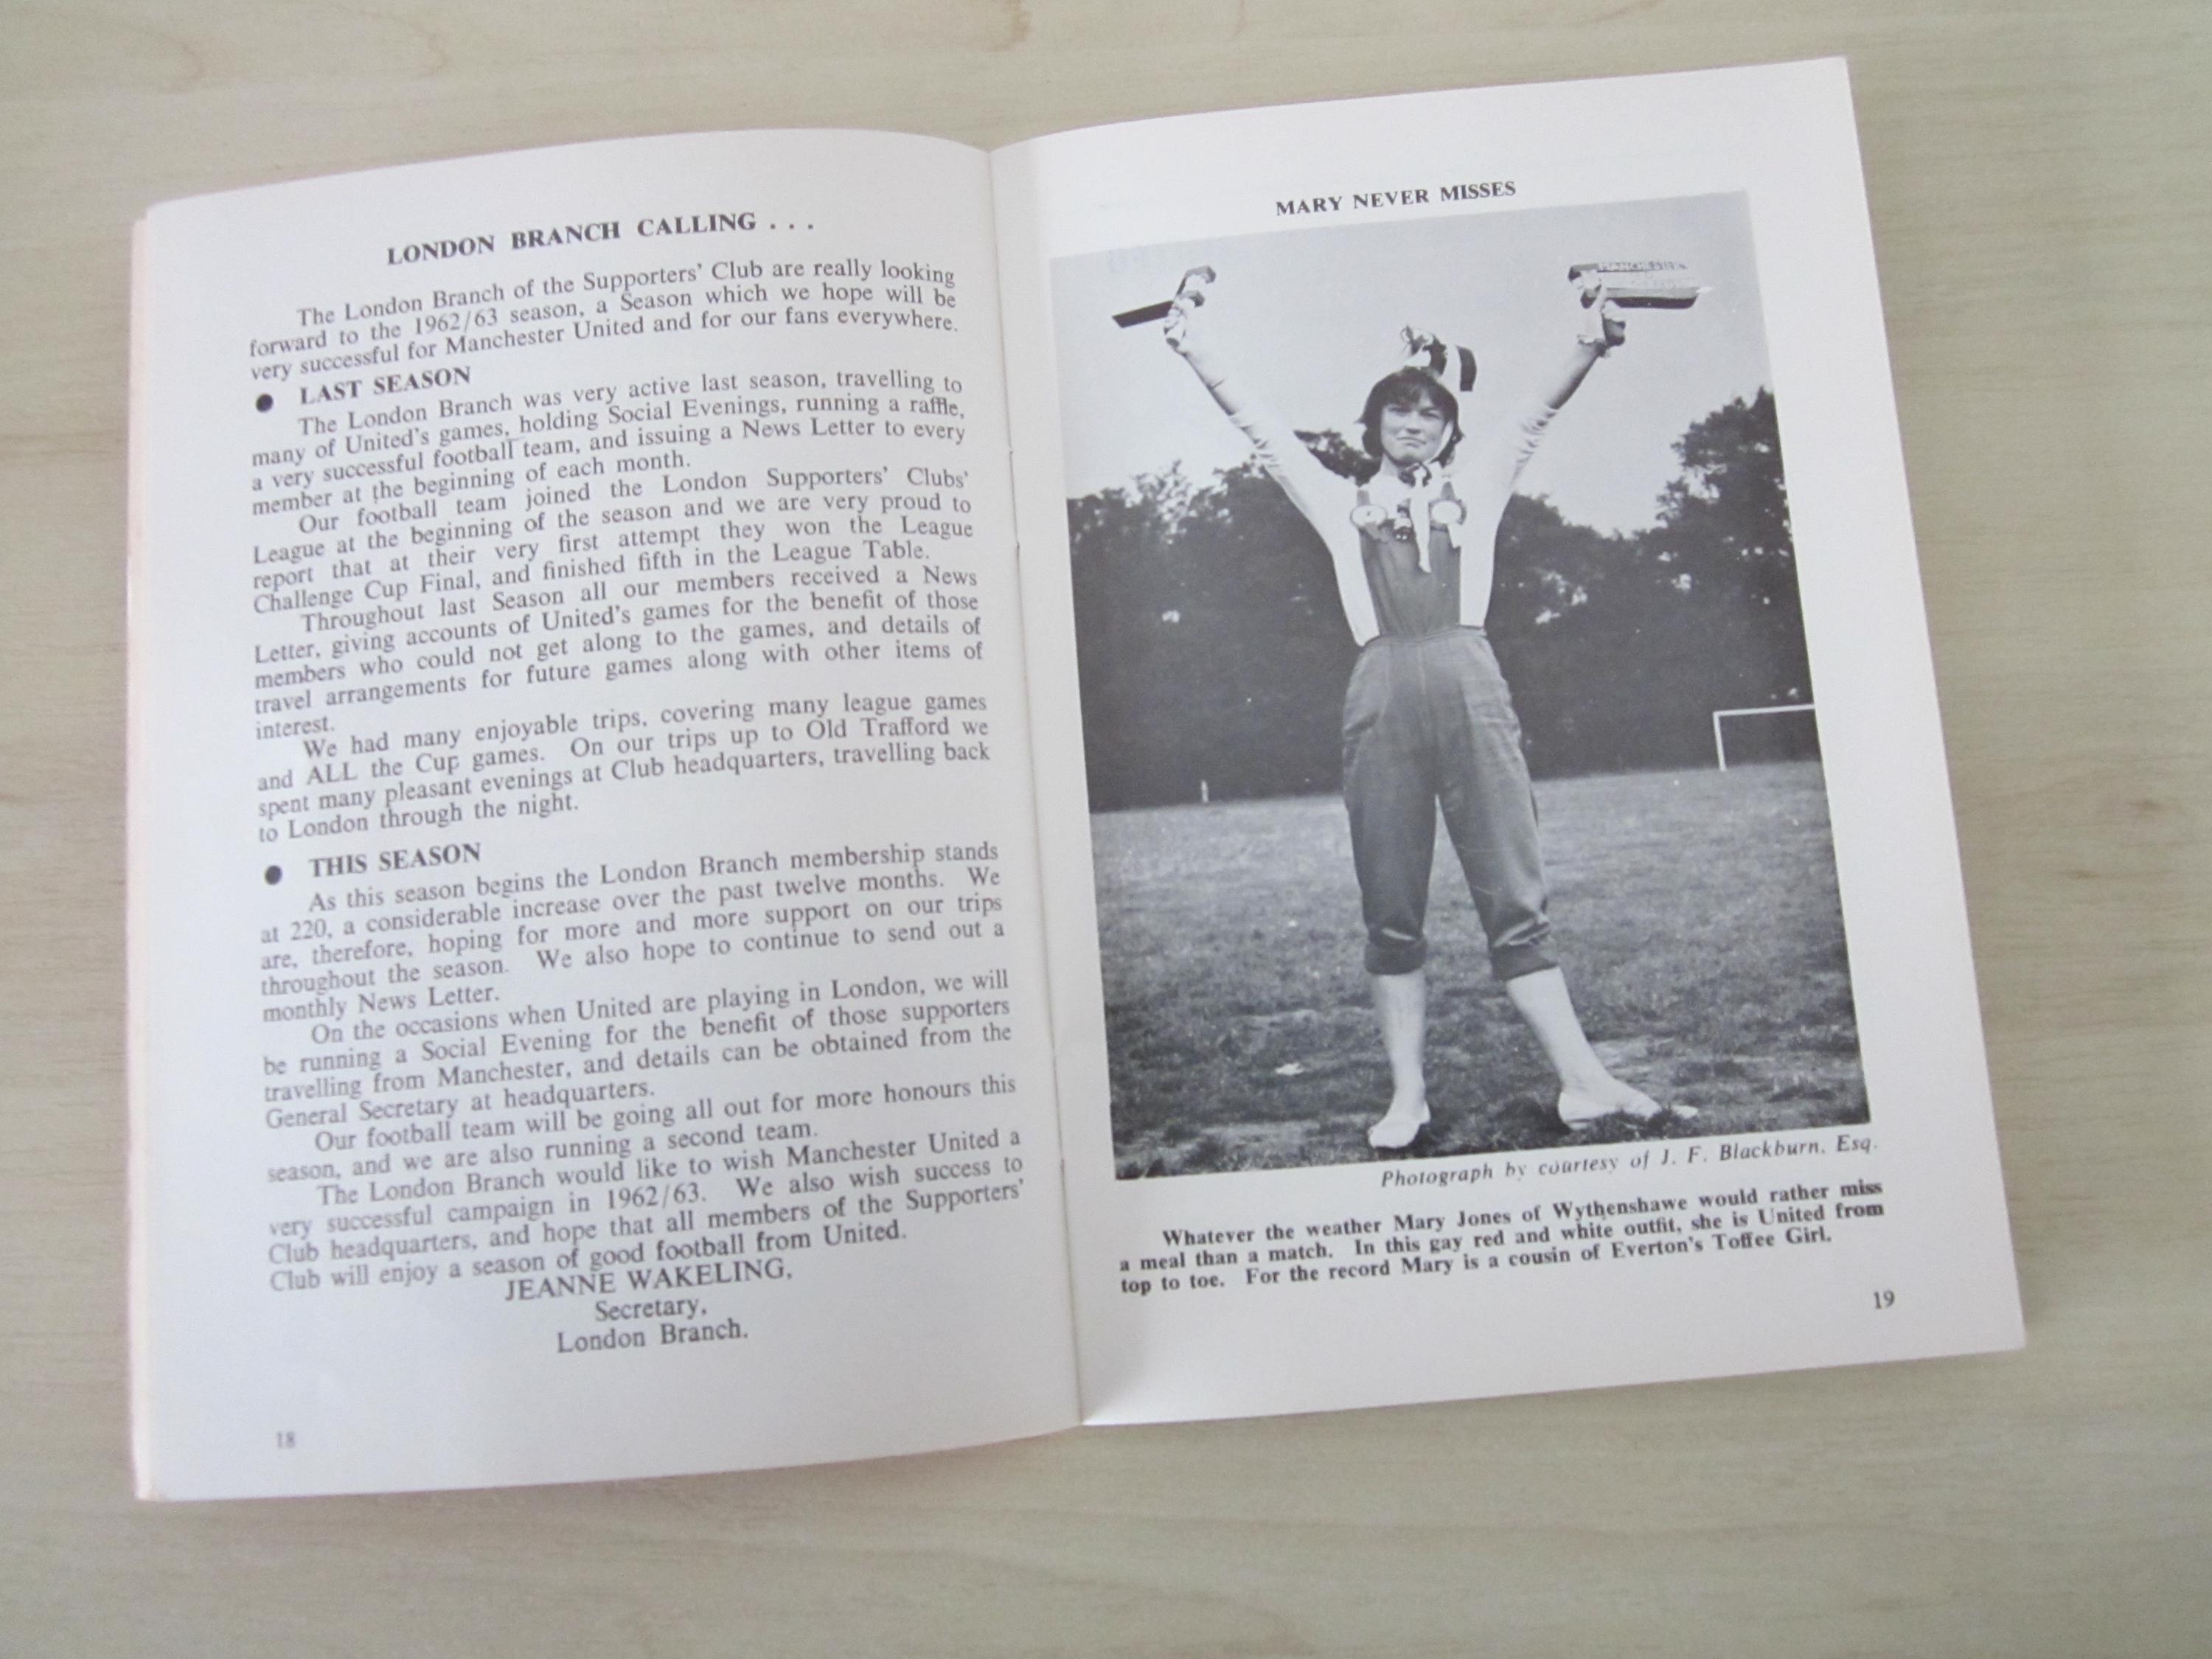 LONDON BRANCH CALLING . . .
The London Branch of the Supporters' Club are really looking
forward to the 1962/63 season, a Season which we hope will be
very successful for Manchester United and for our fans everywhere.
● LAST SEASON
The London Branch was very active last season, travelling to
many of United's games, holding Social Evenings, running a raffle,
a very successful football team, and issuing a News Letter to every
member at the beginning of each month.
Our football team joined the London Supporters' Clubs'
League at the beginning of the season and we are very proud to
report that at their very first attempt they won the League
Challenge Cup Final, and finished fifth in the League Table.
Throughout last Season all our members received a News
Letter, giving accounts of United's games for the benefit of those
members who could not get along to the games, and details of
travel arrangements for future games along with other items of
interest.
We had many enjoyable trips, covering many league games
and ALL the Cup games. On our trips up to Old Trafford we
spent many pleasant evenings at Club headquarters, travelling back
to London through the night.
● THIS SEASON
As this season begins the London Branch membership stands
at 220, a considerable increase over the past twelve months. We
are, therefore, hoping for more and more support on our trips
throughout the season. We also hope to continue to send out a
monthly News Letter.
On the occasions when United are playing in London, we will
be running a Social Evening for the benefit of those supporters
travelling from Manchester, and details can be obtained from the
General Secretary at headquarters.
Our football team will be going all out for more honours this
season, and we are also running a second team.
The London Branch would like to wish Manchester United a
very successful campaign in 1962/63. We also wish success to
Club headquarters, and hope that all members of the Supporters'
Club will enjoy a season of good football from United.
JEANNE WAKELING,
Secretary,
London Branch.
18
MARY NEVER MISSES
MANCHESTER
Photograph by courtesy of J. F. Blackburn, Esq.
Whatever the weather Mary Jones of Wythenshawe would rather miss
a meal than a match. In this gay red and white outfit, she is United from
top to toe. For the record Mary is a cousin of Everton's Toffee Girl.
19